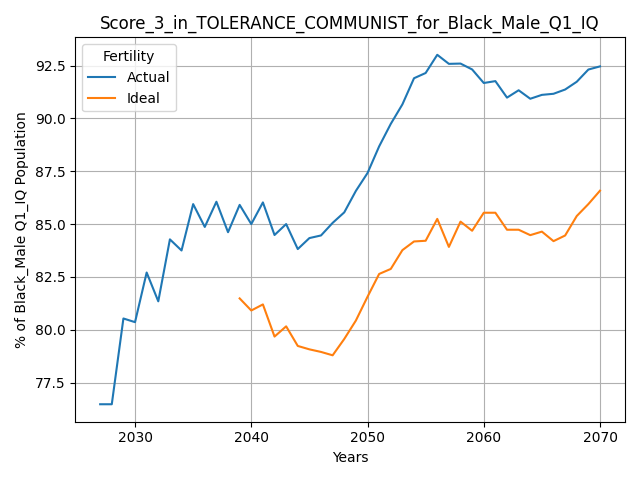 Score_3_in_TOLERANCE_COMMUNIST_for_Black_Male_Q1_IQ
Fertility
Actual
Ideal
92.5
90.0
87.5
85.0
82.5
80.0
77.5
% of Black_Male Q1_IQ Population
2030
2040
2050
2060
2070
Years